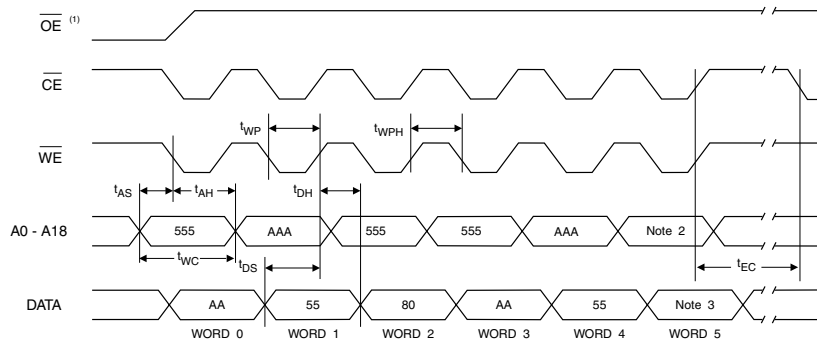 OE (1)
CE
tWP
tWPH
WE
tAS
tAH
tDH
A0 - A18
555
AAA
555
555
AAA
Note 2
tWC
tDS
tEC
DATA
AA
55
80
AA
55
Note 3
WORD 0
WORD 1
WORD 2
WORD 3
WORD 4
WORD 5